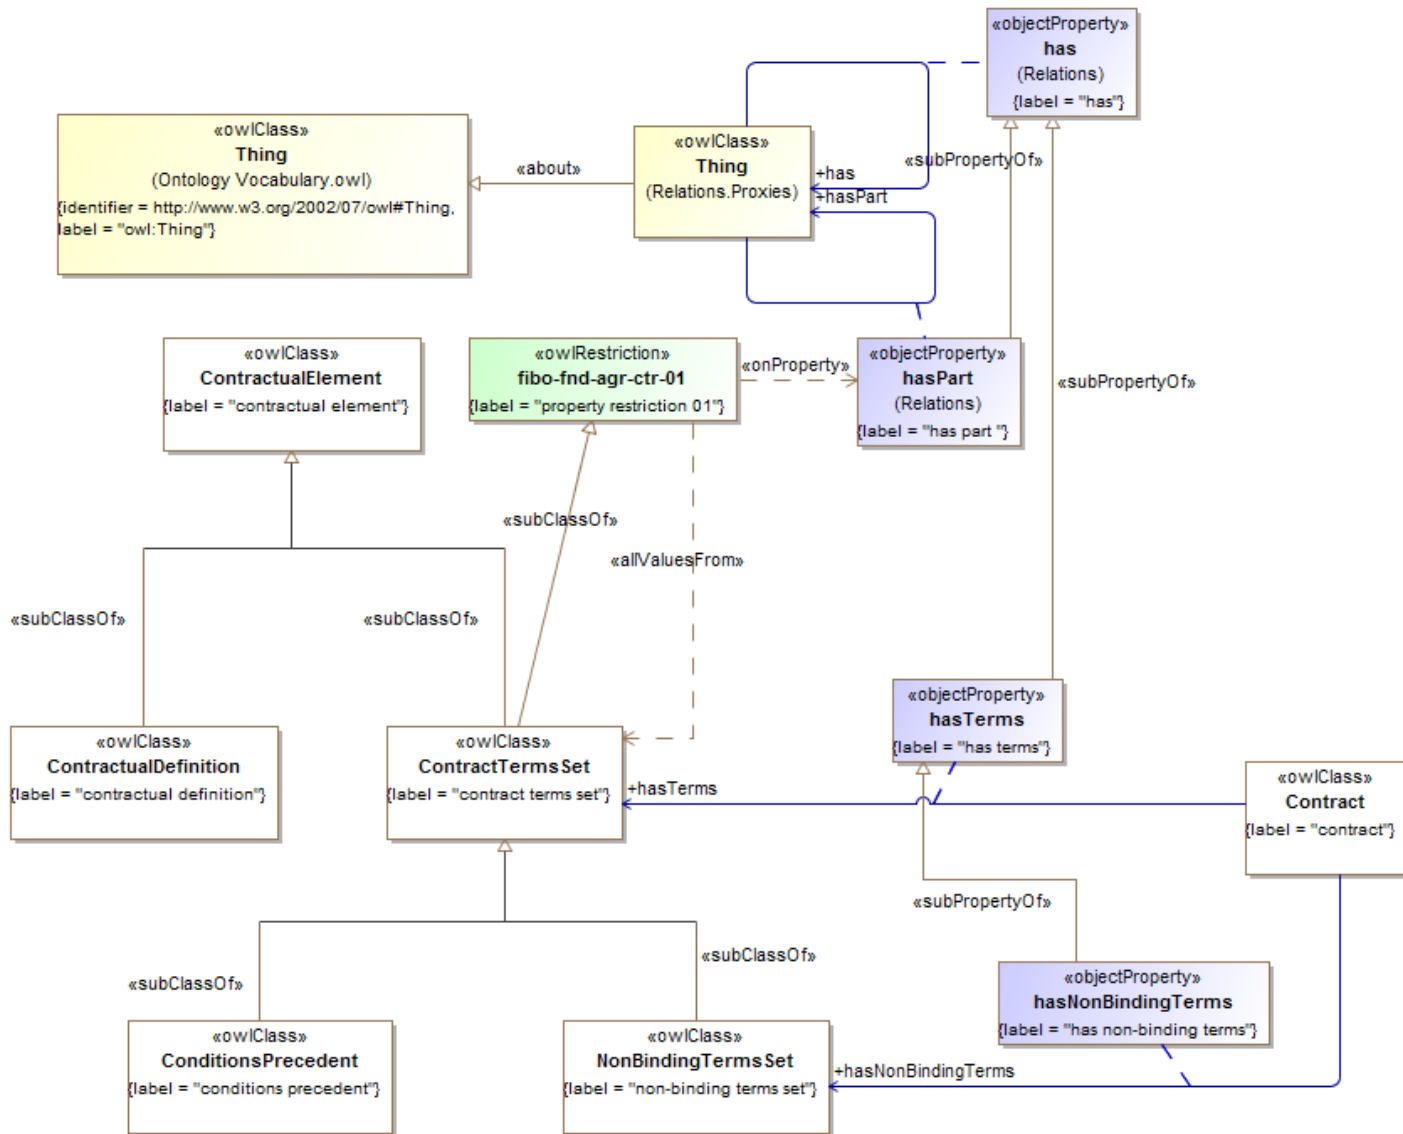 «objectProperty»
has
(Relations)
{label = "has"}
«owlClass»
Thing
(Ontology Vocabulary.owl)
{identifier = http://www.w3.org/2002/07/owl#Thing,
label = "owl:Thing"}
«about»
«owlClass»
Thing
(Relations.Proxies)
+has
+hasPart
«subPropertyOf»
«owlClass»
ContractualElement
{label = "contractual element"}
«owlRestriction»
fibo-fnd-agr-ctr-01
{label = "property restriction 01"}
«onProperty»
«objectProperty»
hasPart
(Relations)
{label = "has part "}
«subPropertyOf»
«subClassOf»
«allValuesFrom»
«subClassOf»
«subClassOf»
«objectProperty»
hasTerms
{label = "has terms"}
«owlClass»
ContractualDefinition
{label = "contractual definition"}
«owlClass»
ContractTermsSet
{label = "contract terms set"}
+hasTerms
«owlClass»
Contract
{label = "contract"}
«subPropertyOf»
«subClassOf»
«subClassOf»
«objectProperty»
hasNonBindingTerms
{label = "has non-binding terms"}
«owlClass»
ConditionsPrecedent
{label = "conditions precedent"}
«owlClass»
NonBindingTermsSet
{label = "non-binding terms set"}
+hasNonBindingTerms